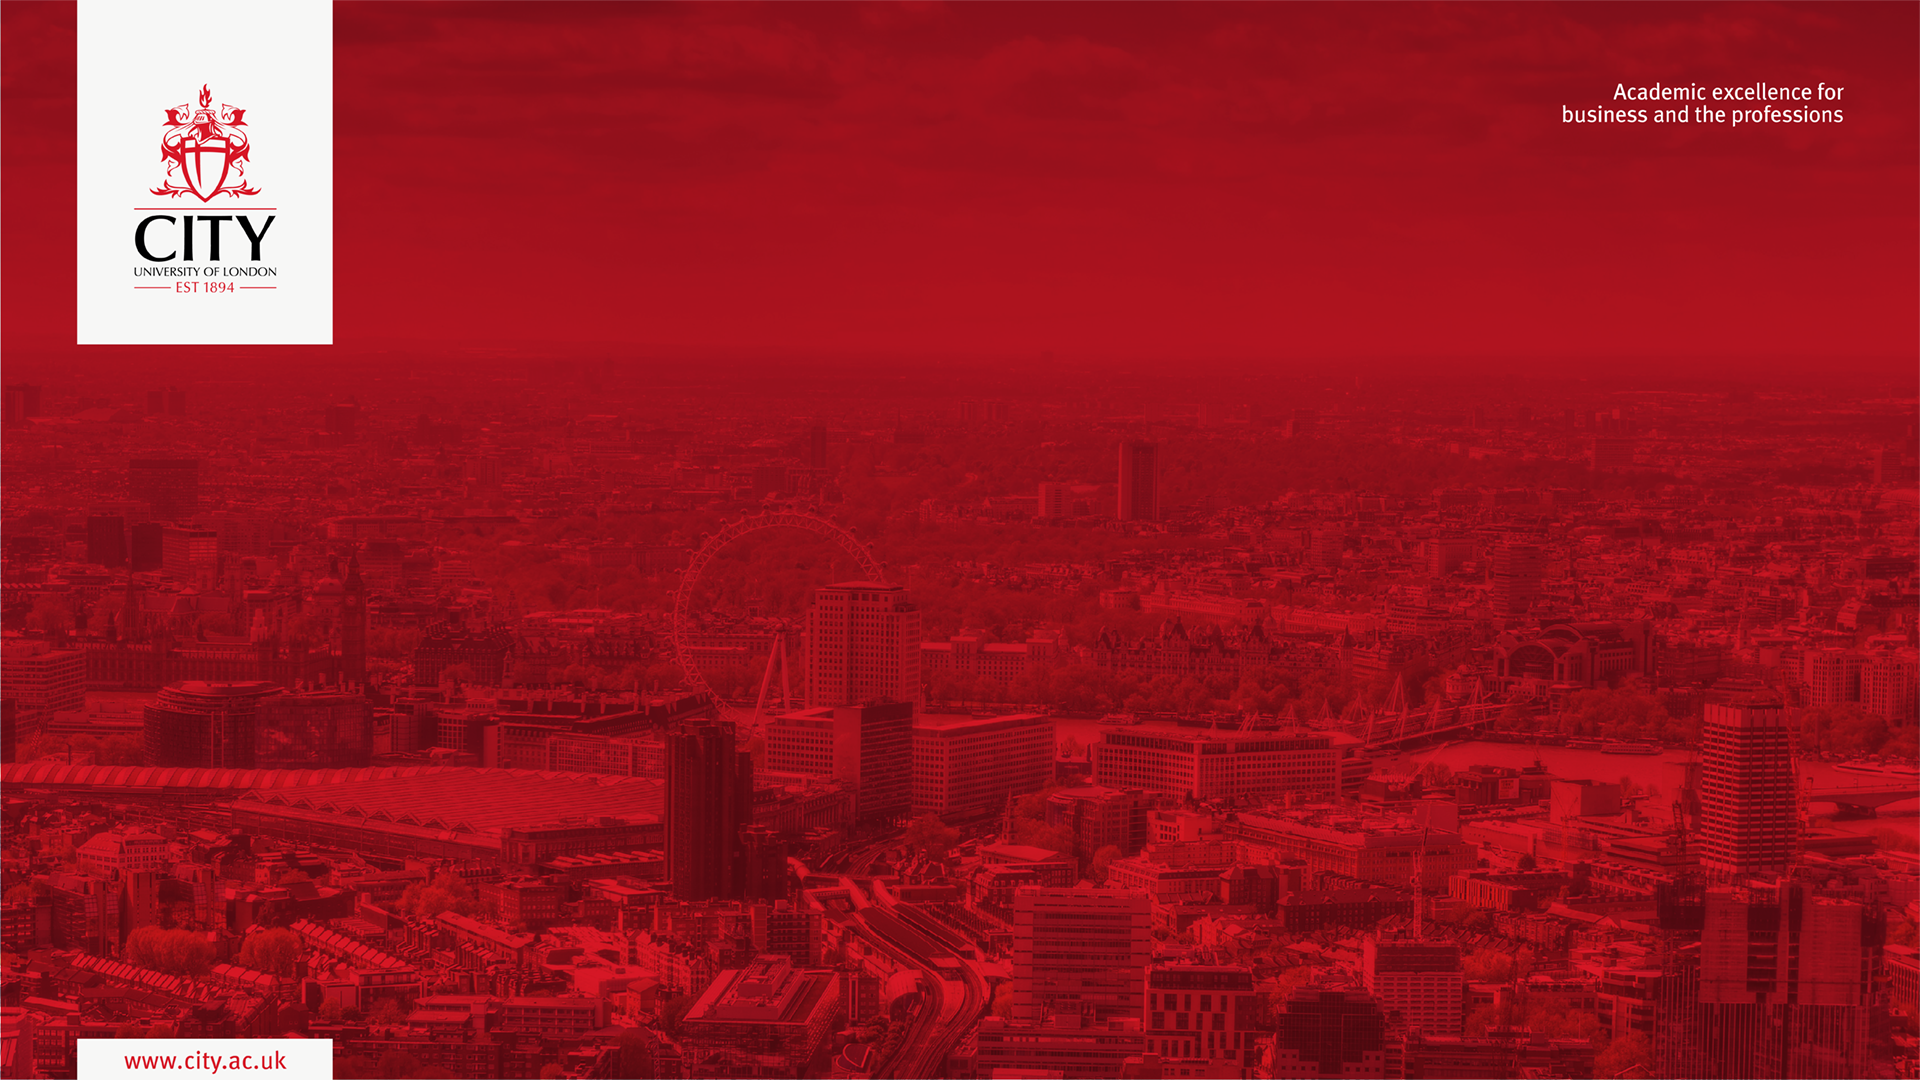 CITY
UNIVERSITY OF LONDON
EST 1894
Academic excellence for
business and the professions
www.city.ac.uk